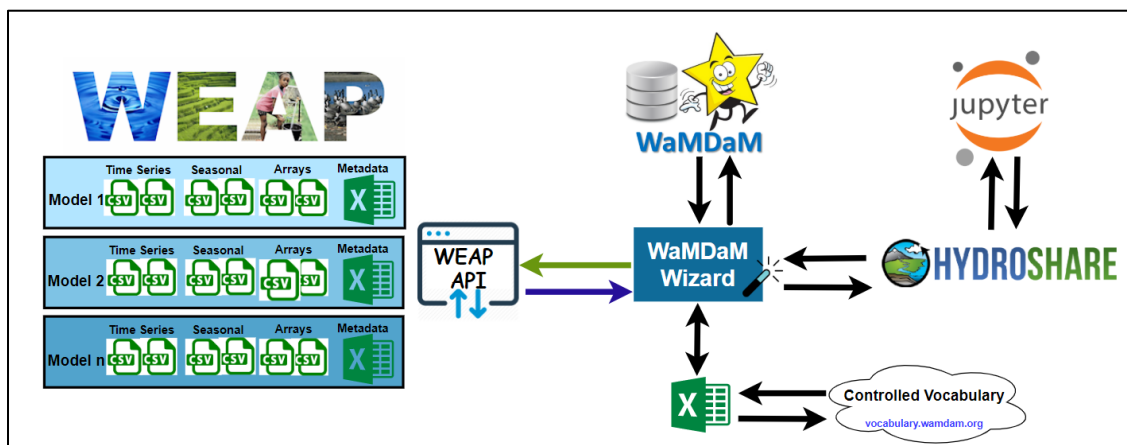 WEAP
Time Series Seasonal Arrays Metadata
Model 1 CSV CSV CSV CSV CSV CSV X
Time Series Seasonal Arrays Metadata
Model 2 CSV CSV CSV CSV CSV CSV X
Time Series Seasonal Arrays Metadata
Model n CSV CSV CSV CSV CSV CSV X
WEAP
API
WaMDaM
WaMDaM
Wizard
jupyter
HYDROSHARE
X
Controlled Vocabulary
vocabulary.wamdam.org